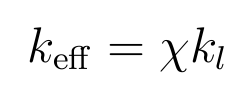 k_eff = χk_l